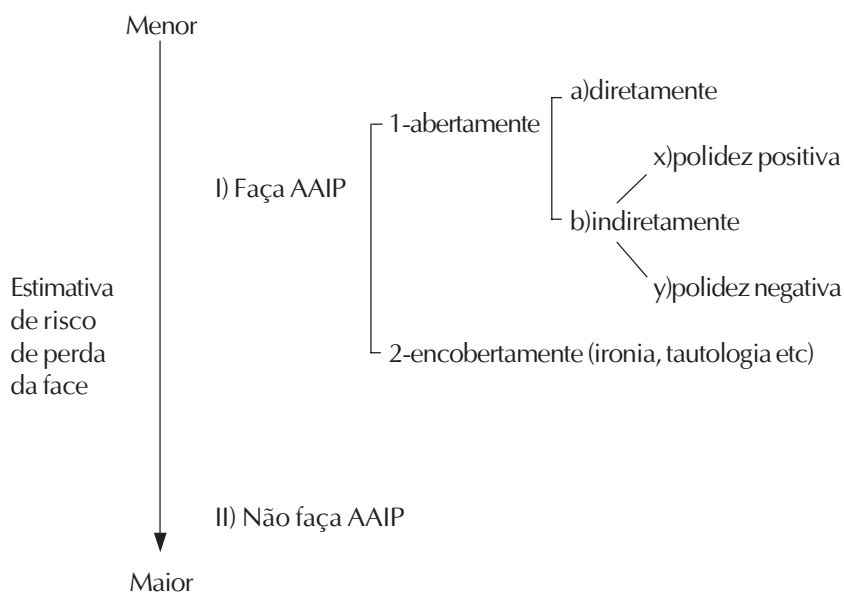 Menor
a)diretamente
1-abertamente
x)polidez positiva
I) Faça AAIP
b)indiretamente
y)polidez negativa
Estimativa
de risco
de perda
da face
2-encobertamente (ironia, tautologia etc)
II) Não faça AAIP
Maior